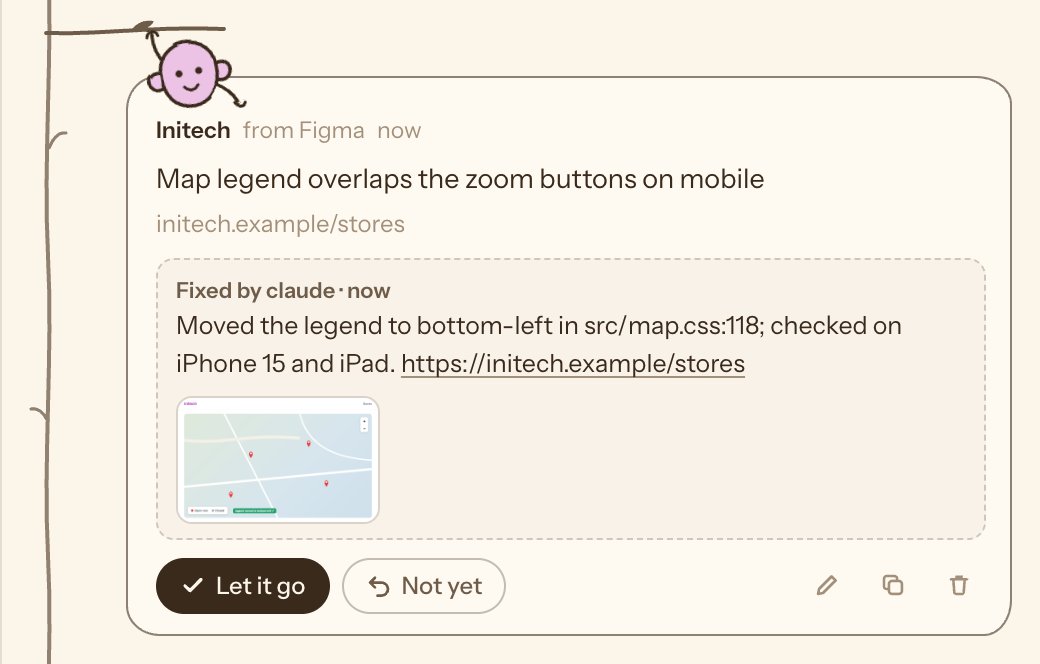 Initech from Figma now
Map legend overlaps the zoom buttons on mobile
initech.example/stores
Fixed by claude · now
Moved the legend to bottom-left in src/map.css:118; checked on
iPhone 15 and iPad. https://initech.example/stores
Let it go
Not yet